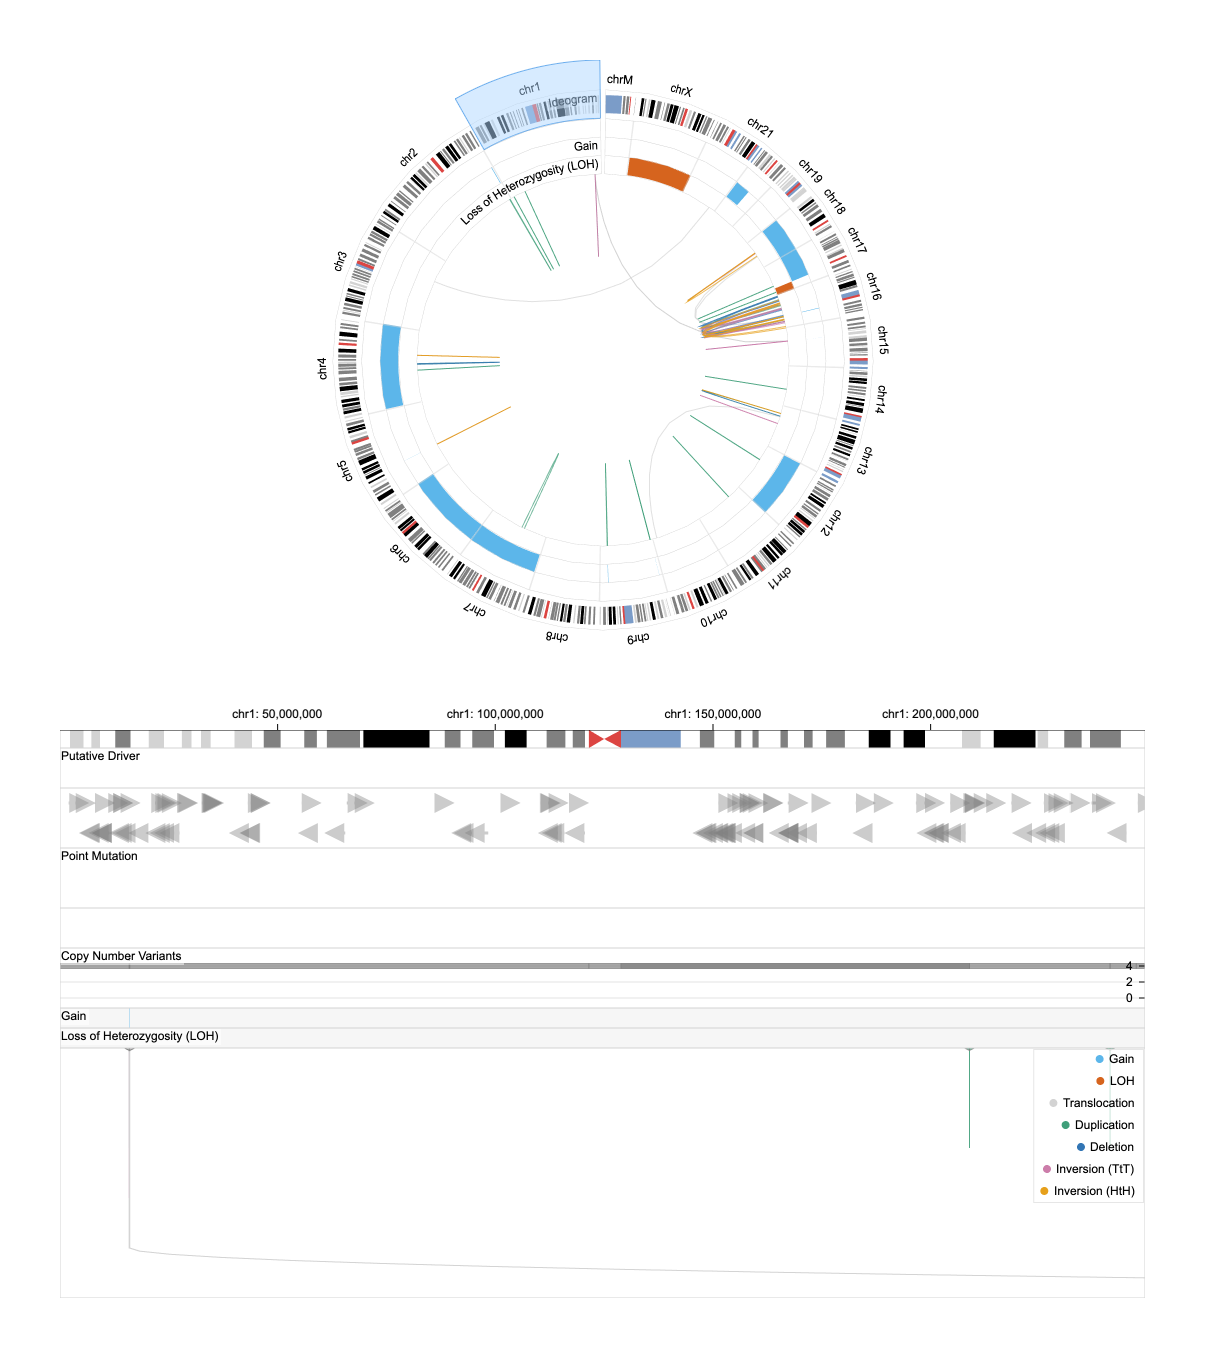 chrM
chrX
chr21
chr19
chr18
chr17
chr16
chr15
chr14
chr13
chr12
chr11
chr10
chr9
chr8
chr7
chr6
chr5
chr4
chr3
chr2
chr1
Ideogram
Gain
Loss of Heterozygosity (LOH)
chr1: 50,000,000 chr1: 100,000,000 chr1: 150,000,000 chr1: 200,000,000
Putative Driver
Point Mutation
Copy Number Variants
4
2
0
Gain
Loss of Heterozygosity (LOH)
Gain
LOH
Translocation
Duplication
Deletion
Inversion (TtT)
Inversion (HtH)